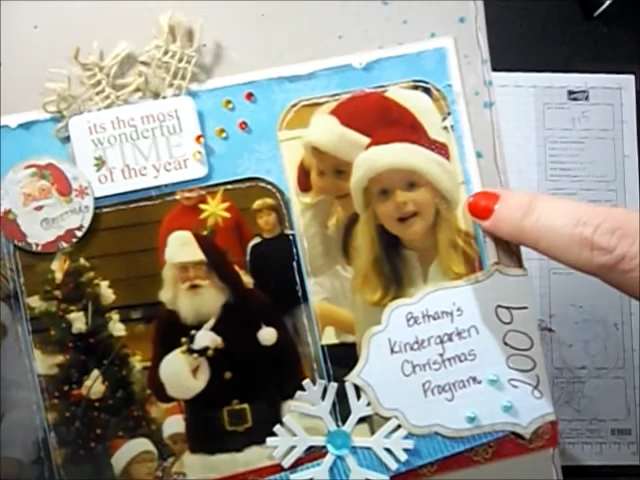 its the most
wonderful
TIME
of the year
CHRISTMAS
Bethany's
Kindergarten
Christmas
Program
2009